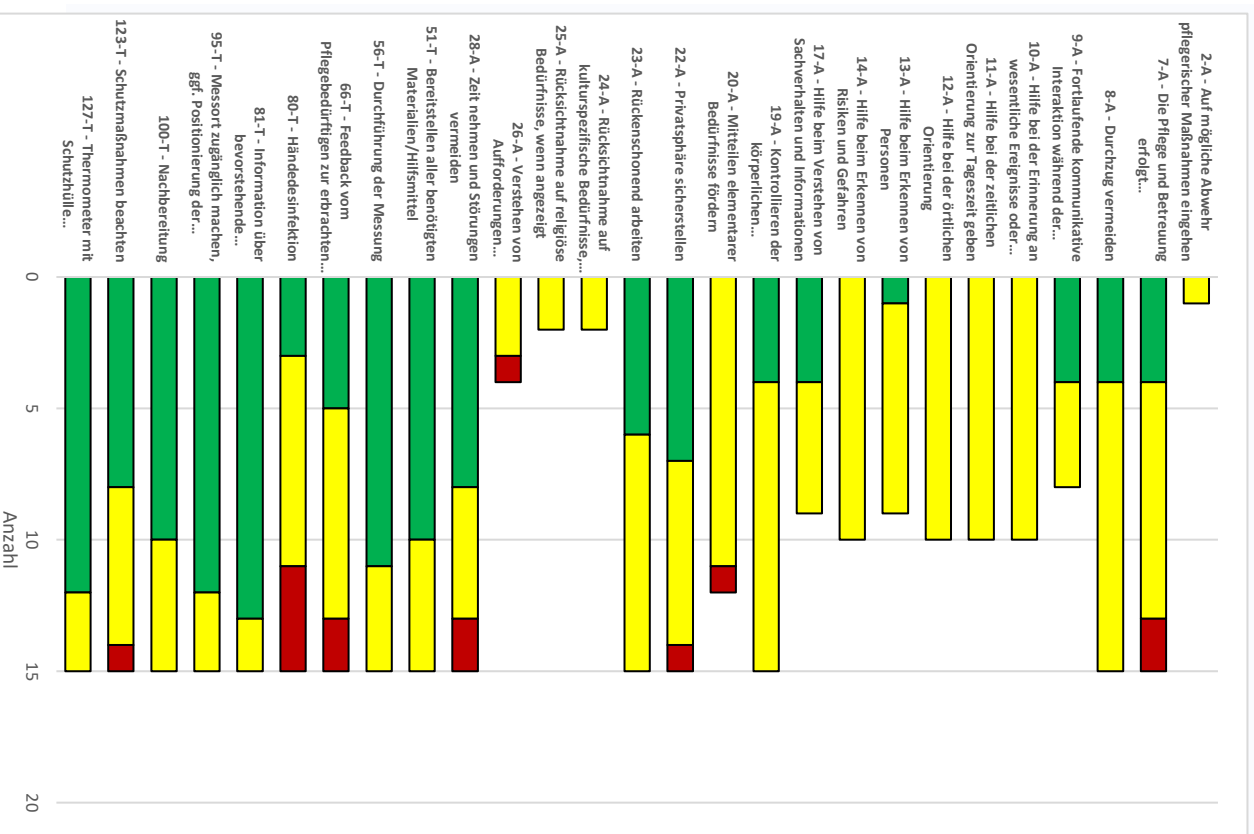 2-A - Auf mögliche Abwehr
pflegerischer Maßnahmen eingehen
7-A - Die Pflege und Betreuung
erfolgt…
8-A - Durchzug vermeiden
9-A - Fortlaufende kommunikative
Interaktion während der…
10-A - Hilfe bei der Erinnerung an
wesentliche Ereignisse oder…
11-A - Hilfe bei der zeitlichen
Orientierung zur Tageszeit geben
12-A - Hilfe bei der örtlichen
Orientierung
13-A - Hilfe beim Erkennen von
Personen
14-A - Hilfe beim Erkennen von
Risiken und Gefahren
17-A - Hilfe beim Verstehen von
Sachverhalten und Informationen
19-A - Kontrollieren der
körperlichen…
20-A - Mitteilen elementarer
Bedürfnisse fördern
22-A - Privatsphäre sicherstellen
23-A - Rückenschonend arbeiten
24-A - Rücksichtnahme auf
kulturspezifische Bedürfnisse,…
25-A - Rücksichtnahme auf religiöse
Bedürfnisse, wenn angezeigt
26-A - Verstehen von
Aufforderungen…
28-A - Zeit nehmen und Störungen
vermeiden
51-T - Bereitstellen aller benötigten
Materialien/Hilfsmittel
56-T - Durchführung der Messung
66-T - Feedback vom
Pflegebedürftigen zur erbrachten…
80-T - Händedesinfektion
81-T - Information über
bevorstehende…
95-T - Messort zugänglich machen,
ggf. Positionierung der…
100-T - Nachbereitung
123-T - Schutzmaßnahmen beachten
127-T - Thermometer mit
Schutzhülle…
0
5
10
15
20
Anzahl